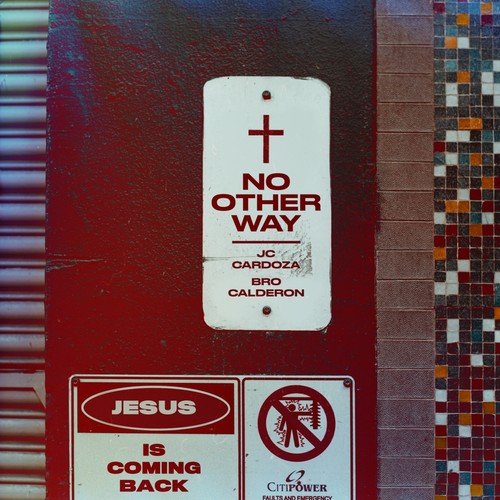 NO
OTHER
WAY
JC
CARDOZA
BRO
CALDERON
JESUS
IS
COMING
BACK
CITIPOWER
FAULTS AND EMERGENCY